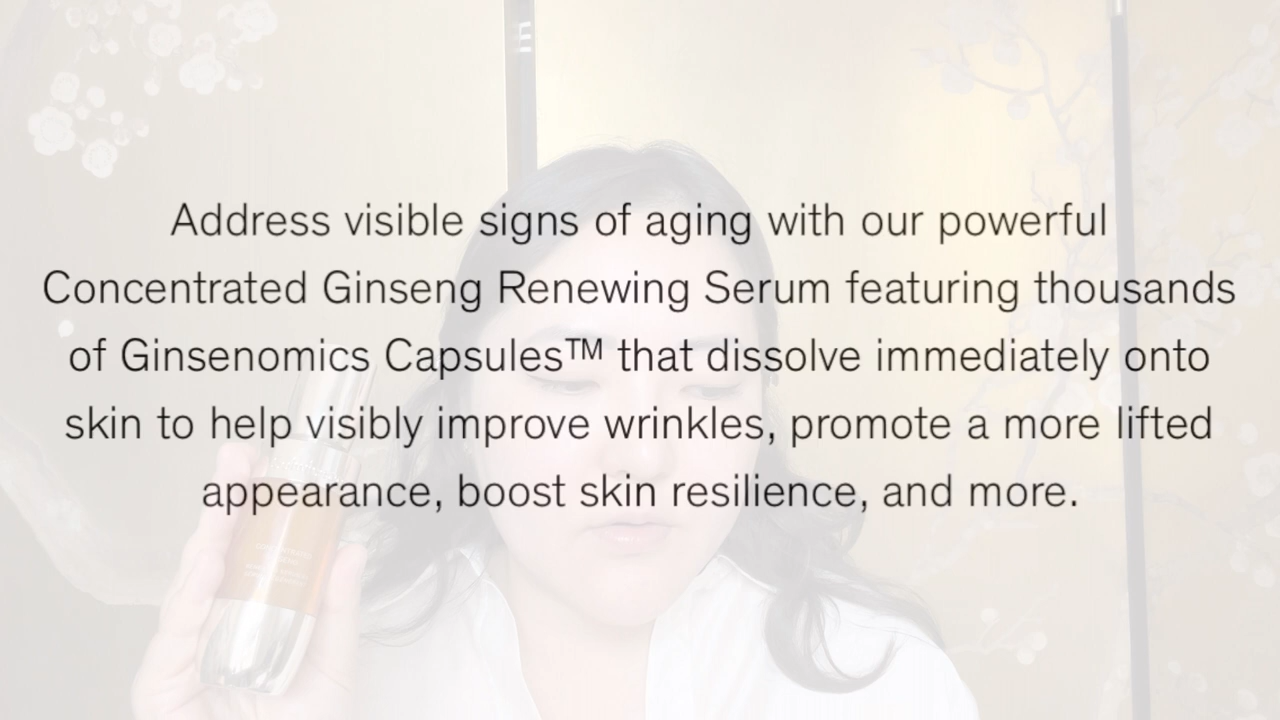 Address visible signs of aging with our powerful
Concentrated Ginseng Renewing Serum featuring thousands
of Ginsenomics Capsules™ that dissolve immediately onto
skin to help visibly improve wrinkles, promote a more lifted
appearance, boost skin resilience, and more.